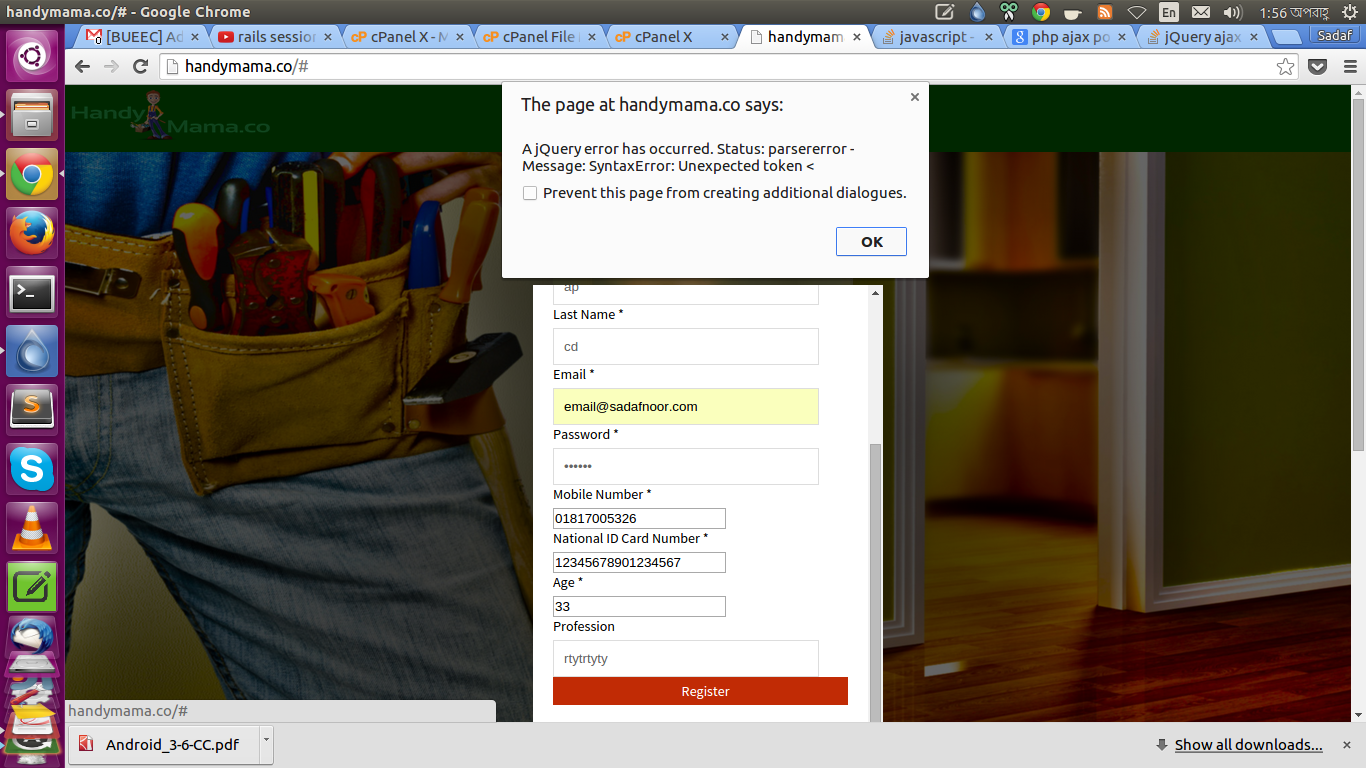 handymama.co/# - Google Chrome
En
1:56 অপরাহ্ণ
[BUEEC] Ad
rails session
cPanel X - M
cPanel File
cPanel X
handymam
javascript -
php ajax po
jQuery ajax
Sadaf
handymama.co/#
Handy
Mama.co
The page at handymama.co says:
A jQuery error has occurred. Status: parsererror -
Message: SyntaxError: Unexpected token <
Prevent this page from creating additional dialogues.
OK
ap
Last Name *
cd
Email *
email@sadafnoor.com
Password *
••••••
Mobile Number *
01817005326
National ID Card Number *
12345678901234567
Age *
33
Profession
rtytrtyty
Register
handymama.co/#
Android_3-6-CC.pdf
Show all downloads...